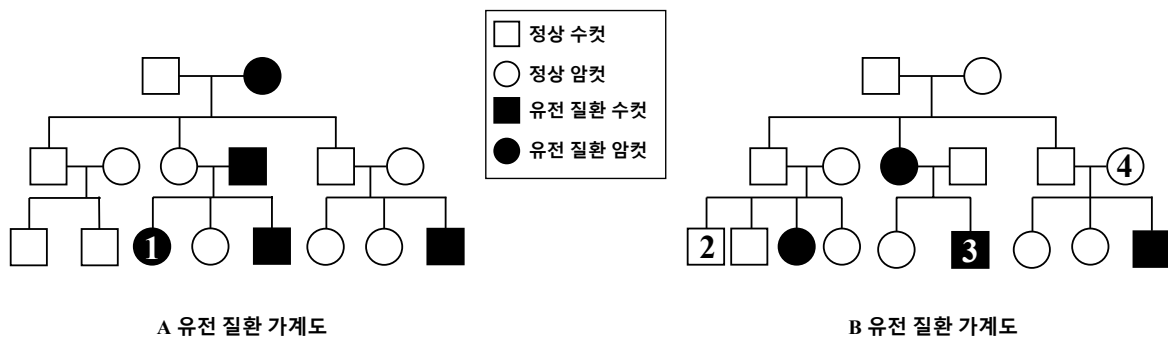 정상 수컷
정상 암컷
유전 질환 수컷
유전 질환 암컷
4
1
2
3
A 유전 질환 가계도
B 유전 질환 가계도